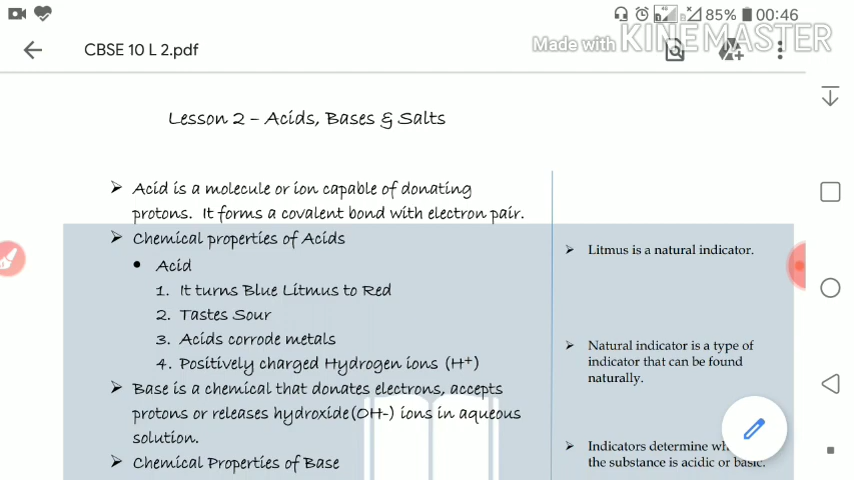 85% 00:46
CBSE 10 L 2.pdf
Made with KINEMASTER
Lesson 2 – Acids, Bases & Salts
➢ Acid is a molecule or ion capable of donating
protons. It forms a covalent bond with electron pair.
➢ Chemical properties of Acids
• Acid
1. It turns Blue Litmus to Red
2. Tastes Sour
3. Acids corrode metals
4. Positively charged Hydrogen ions (H⁺)
➢ Base is a chemical that donates electrons, accepts
protons or releases hydroxide(OH-) ions in aqueous
solution.
➢ Chemical Properties of Base
➢ Litmus is a natural indicator.
➢ Natural indicator is a type of
indicator that can be found
naturally.
➢ Indicators determine
the substance is acidic or basic.